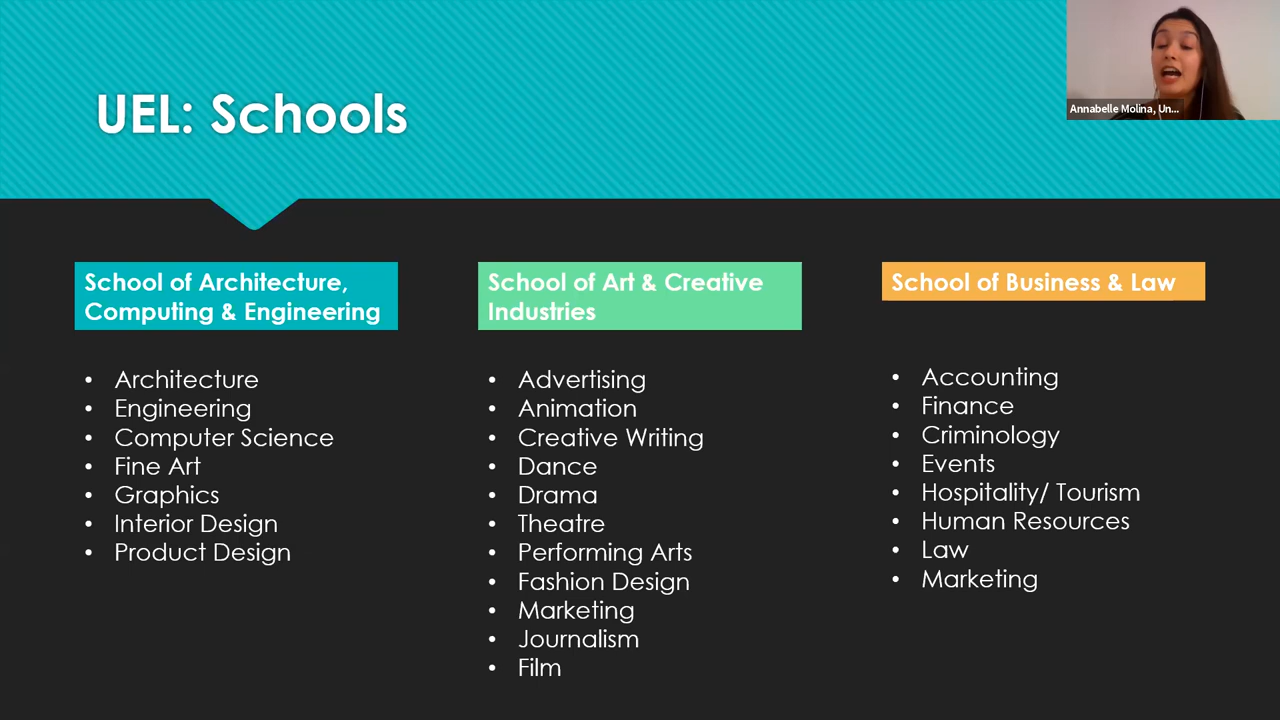 UEL: Schools
Annabelle Molina, Un...
School of Architecture,
Computing & Engineering
• Architecture
• Engineering
• Computer Science
• Fine Art
• Graphics
• Interior Design
• Product Design
School of Art & Creative
Industries
• Advertising
• Animation
• Creative Writing
• Dance
• Drama
• Theatre
• Performing Arts
• Fashion Design
• Marketing
• Journalism
• Film
School of Business & Law
• Accounting
• Finance
• Criminology
• Events
• Hospitality/ Tourism
• Human Resources
• Law
• Marketing